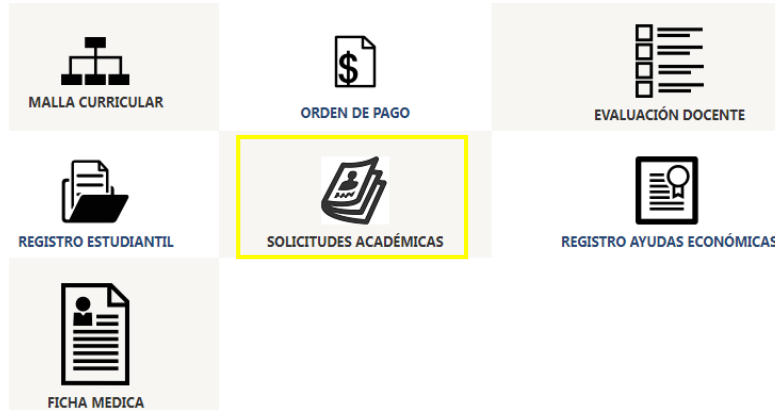 MALLA CURRICULAR
ORDEN DE PAGO
EVALUACIÓN DOCENTE
REGISTRO ESTUDIANTIL
SOLICITUDES ACADÉMICAS
REGISTRO AYUDAS ECONÓMICAS
FICHA MEDICA